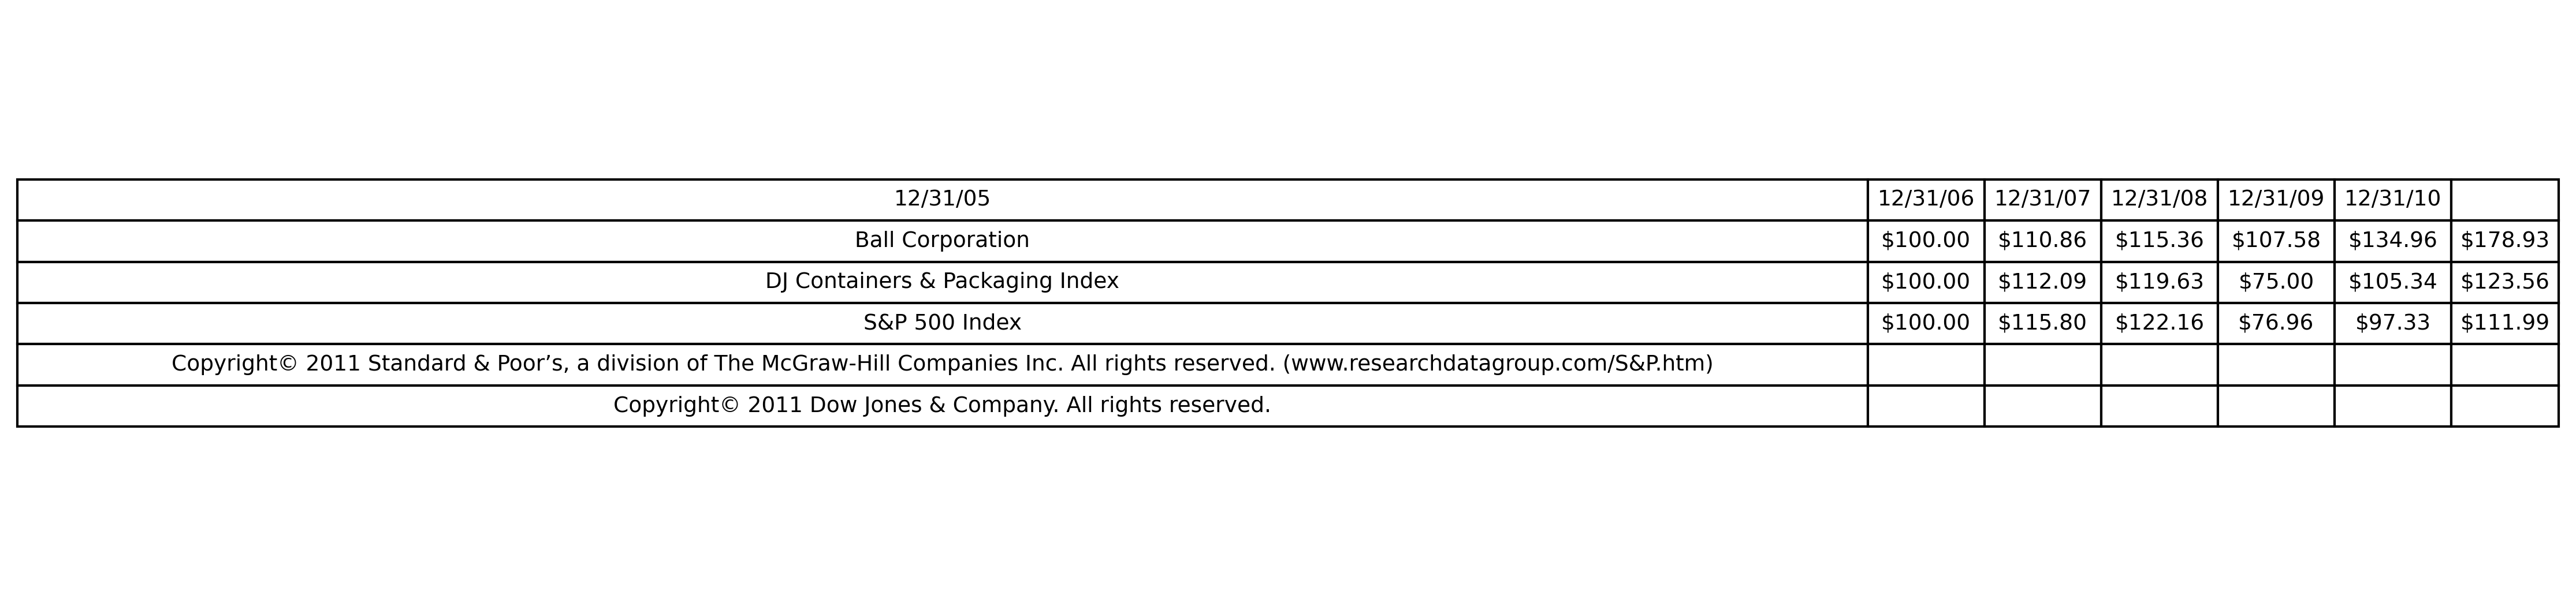 12/31/05 12/31/06 12/31/07 12/31/08 12/31/09 12/31/10
Ball Corporation $100.00 $110.86 $115.36 $107.58 $134.96 $178.93
DJ Containers & Packaging Index $100.00 $112.09 $119.63 $75.00 $105.34 $123.56
S&P 500 Index $100.00 $115.80 $122.16 $76.96 $97.33 $111.99
Copyright© 2011 Standard & Poor’s, a division of The McGraw-Hill Companies Inc. All rights reserved. (www.researchdatagroup.com/S&P.htm)
Copyright© 2011 Dow Jones & Company. All rights reserved.